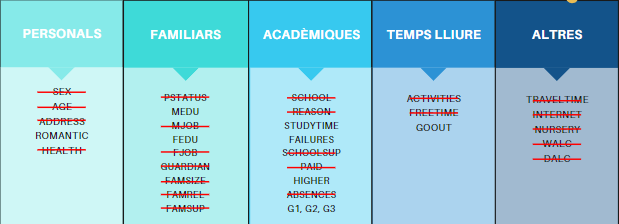 PERSONALS
SEX
AGE
ADDRESS
ROMANTIC
HEALTH
FAMILIARS
PSTATUS
MEDU
MJOB
FEDU
FJOB
GUARDIAN
FAMSIZE
FAMREL
FAMSUP
ACADÈMIQUES
SCHOOL
REASON
STUDYTIME
FAILURES
SCHOOLSUP
PAID
HIGHER
ABSENCES
G1, G2, G3
TEMPS LLIURE
ACTIVITIES
FREETIME
GOOUT
ALTRES
TRAVELTIME
INTERNET
NURSERY
WALC
DALC